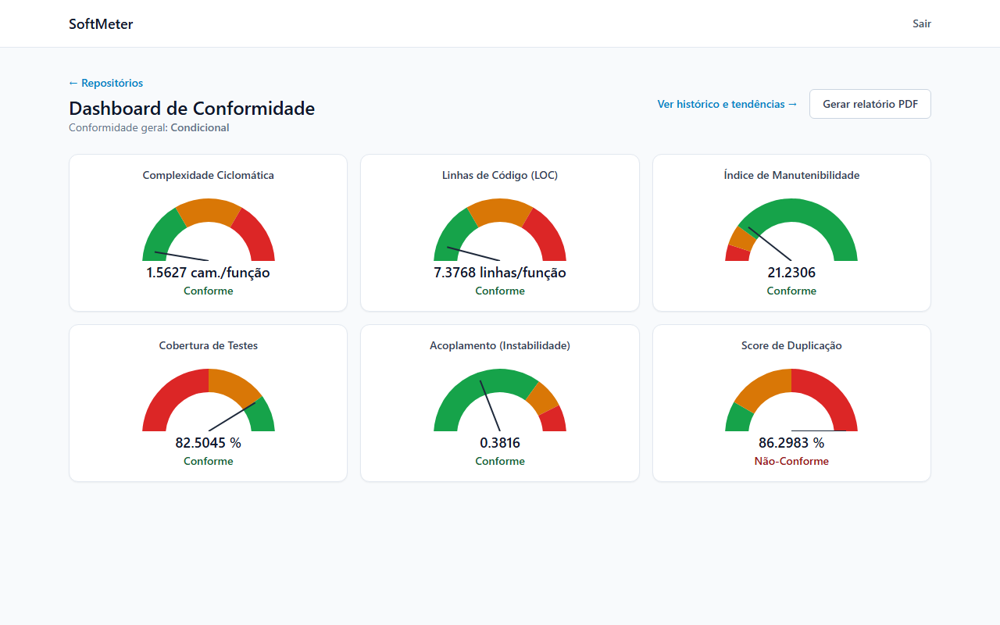 SoftMeter
Sair
← Repositórios
Dashboard de Conformidade
Conformidade geral: Condicional
Ver histórico e tendências →
Gerar relatório PDF
Complexidade Ciclomática
1.5627 cam./função
Conforme
Linhas de Código (LOC)
7.3768 linhas/função
Conforme
Índice de Manutenibilidade
21.2306
Conforme
Cobertura de Testes
82.5045 %
Conforme
Acoplamento (Instabilidade)
0.3816
Conforme
Score de Duplicação
86.2983 %
Não-Conforme